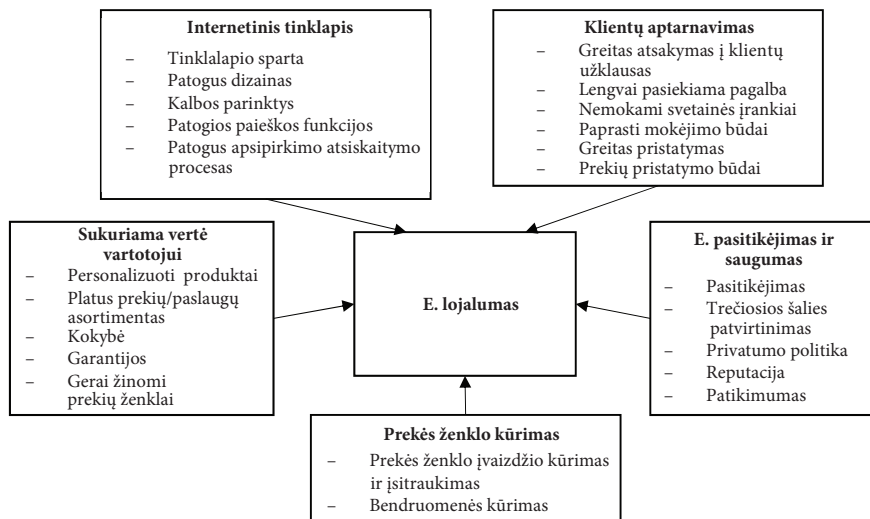 Internetinis tinklapis
– Tinklalapio sparta
– Patogus dizainas
– Kalbos parinktys
– Patogios paieškos funkcijos
– Patogus apsipirkimo atsiskaitymo
procesas
Klientų aptarnavimas
– Greitas atsakymas į klientų
užklausas
– Lengvai pasiekiama pagalba
– Nemokami svetainės įrankiai
– Paprasti mokėjimo būdai
– Greitas pristatymas
– Prekių pristatymo būdai
Sukuriama vertė
vartotojui
– Personalizuoti produktai
– Platus prekių/paslaugų
asortimentas
– Kokybė
– Garantijos
– Gerai žinomi
prekių ženklai
E. lojalumas
E. pasitikėjimas ir
saugumas
– Pasitikėjimas
– Trečiosios šalies
patvirtinimas
– Privatumo politika
– Reputacija
– Patikimumas
Prekės ženklo kūrimas
– Prekės ženklo įvaizdžio kūrimas
ir įsitraukimas
– Bendruomenės kūrimas